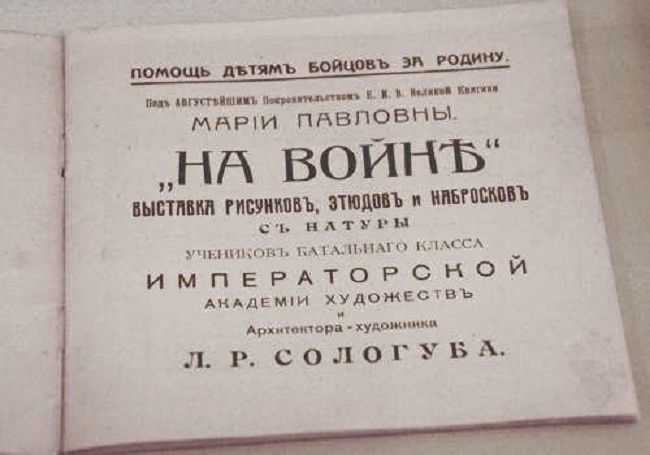 ПОМОЩЬ ДѢТЯМЪ БОЙЦОВЪ ЗА РОДИНУ.
Подъ АВГУСТѢЙШИМЪ Покровительствомъ Е. И. В. Великой Княгини
МАРІИ ПАВЛОВНЫ.
„НА ВОЙНѢ“
ВЫСТАВКА РИСУНКОВЪ, ЭТЮДОВЪ и НАБРОСКОВЪ
СЪ НАТУРЫ
УЧЕНИКОВЪ БАТАЛЬНАГО КЛАССА
ИМПЕРАТОРСКОЙ
АКАДЕМІИ ХУДОЖЕСТВЪ
и
Архитектора-художника
Л. Р. СОЛОГУБА.